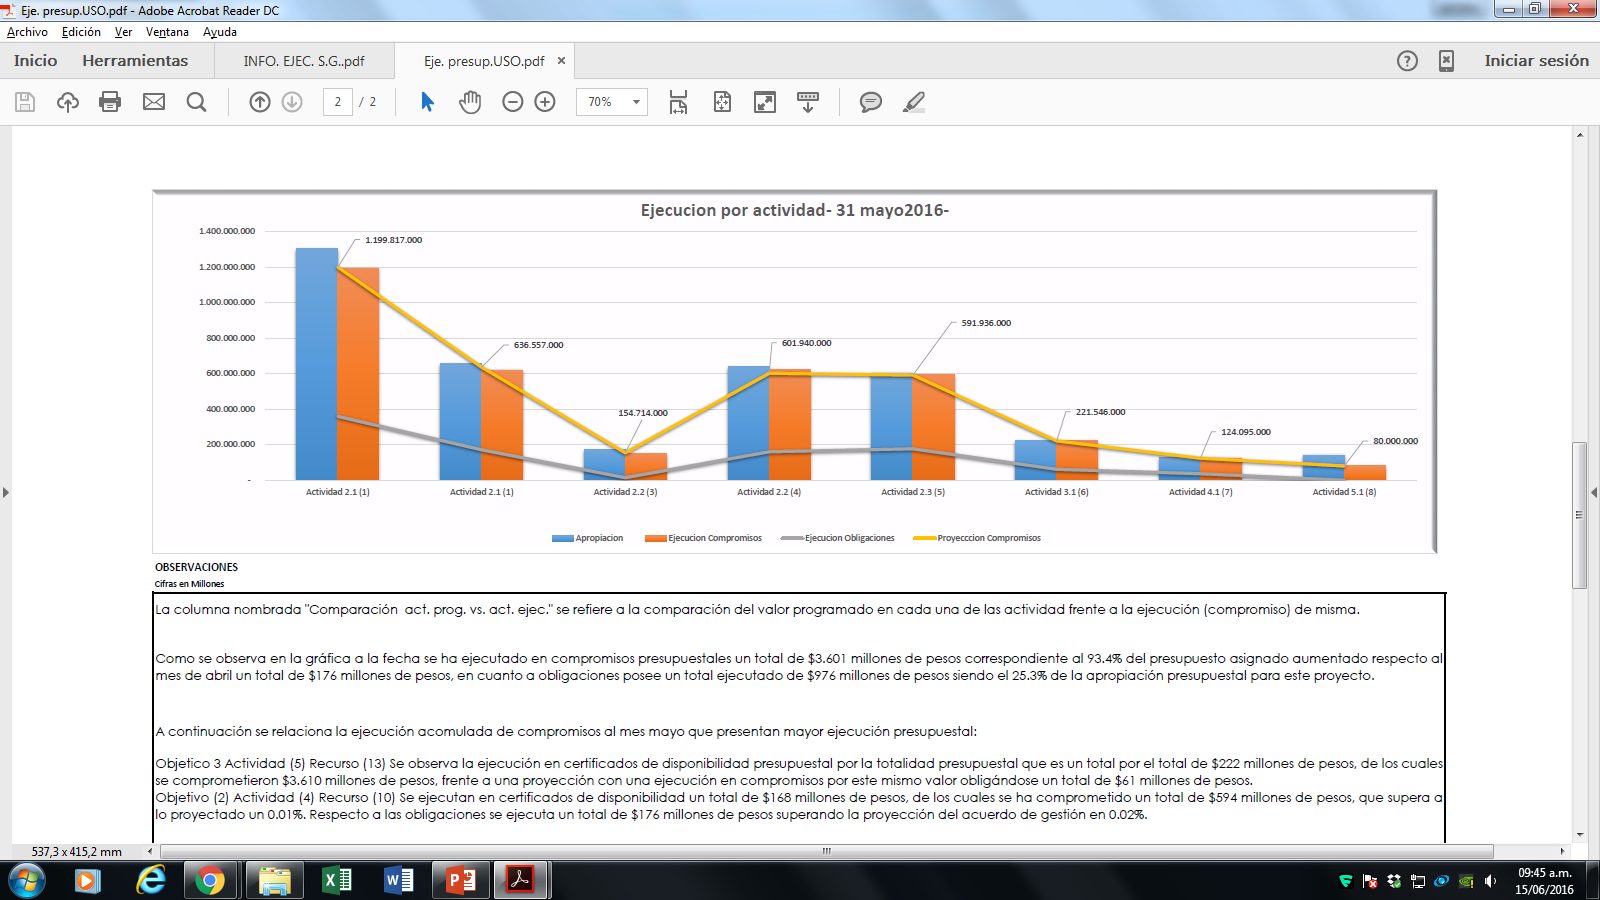 Eje. presup.USO.pdf - Adobe Acrobat Reader DC
Archivo Edición Ver Ventana Ayuda
Inicio Herramientas INFO. EJEC. S.G..pdf Eje. presup.USO.pdf × Iniciar sesión
2 / 2 70%
Ejecucion por actividad- 31 mayo2016-
1.400.000.000
1.200.000.000
1.000.000.000
800.000.000
600.000.000
400.000.000
200.000.000
-
1.199.817.000
636.557.000
154.714.000
601.940.000
591.936.000
221.546.000
124.095.000
80.000.000
Actividad 2.1 (1) Actividad 2.1 (1) Actividad 2.2 (3) Actividad 2.2 (4) Actividad 2.3 (5) Actividad 3.1 (6) Actividad 4.1 (7) Actividad 5.1 (8)
Apropiacion Ejecucion Compromisos Ejecucion Obligaciones Proyecccion Compromisos
OBSERVACIONES
Cifras en Millones
La columna nombrada "Comparación act. prog. vs. act. ejec." se refiere a la comparación del valor programado en cada una de las actividad frente a la ejecución (compromiso) de misma.
Como se observa en la gráfica a la fecha se ha ejecutado en compromisos presupuestales un total de $3.601 millones de pesos correspondiente al 93.4% del presupuesto asignado aumentado respecto al
mes de abril un total de $176 millones de pesos, en cuanto a obligaciones posee un total ejecutado de $976 millones de pesos siendo el 25.3% de la apropiación presupuestal para este proyecto.
A continuación se relaciona la ejecución acomulada de compromisos al mes mayo que presentan mayor ejecución presupuestal:
Objetico 3 Actividad (5) Recurso (13) Se observa la ejecución en certificados de disponibilidad presupuestal por la totalidad presupuestal que es un total por el total de $222 millones de pesos, de los cuales
se comprometieron $3.610 millones de pesos, frente a una proyección con una ejecución en compromisos por este mismo valor obligándose un total de $61 millones de pesos.
Objetivo (2) Actividad (4) Recurso (10) Se ejecutan en certificados de disponibilidad un total de $168 millones de pesos, de los cuales se ha comprometido un total de $594 millones de pesos, que supera a
lo proyectado un 0.01%. Respecto a las obligaciones se ejecuta un total de $176 millones de pesos superando la proyección del acuerdo de gestión en 0.02%.
537,3 x 415,2 mm
09:45 a.m.
15/06/2016